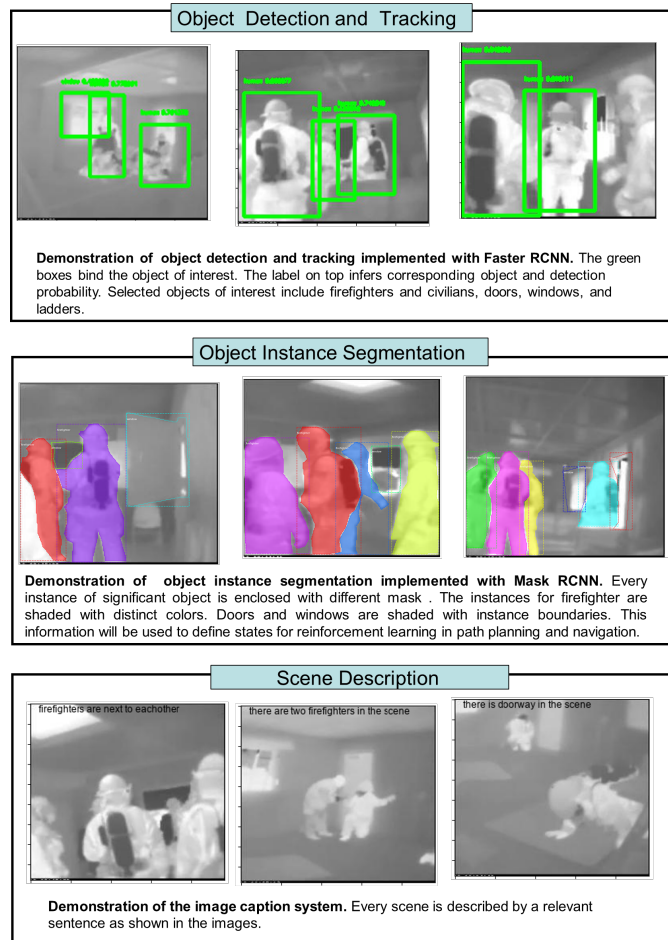 Object Detection and Tracking
Demonstration of object detection and tracking implemented with Faster RCNN. The green
boxes bind the object of interest. The label on top infers corresponding object and detection
probability. Selected objects of interest include firefighters and civilians, doors, windows, and
ladders.
Object Instance Segmentation
Demonstration of object instance segmentation implemented with Mask RCNN. Every
instance of significant object is enclosed with different mask . The instances for firefighter are
shaded with distinct colors. Doors and windows are shaded with instance boundaries. This
information will be used to define states for reinforcement learning in path planning and navigation.
Scene Description
firefighters are next to eachother
there are two firefighters in the scene
there is doorway in the scene
Demonstration of the image caption system. Every scene is described by a relevant
sentence as shown in the images.